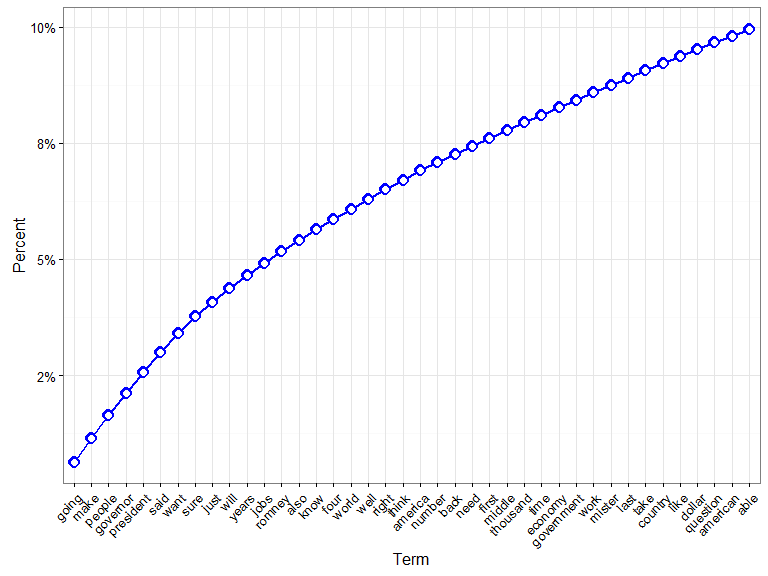 10%
8%
5%
2%
Percent
going
make
people
governor
president
said
want
sure
just
will
years
jobs
romney
also
know
four
world
well
right
think
america
number
back
need
first
middle
thousand
time
economy
government
work
mister
last
take
country
like
dollar
question
american
able
Term